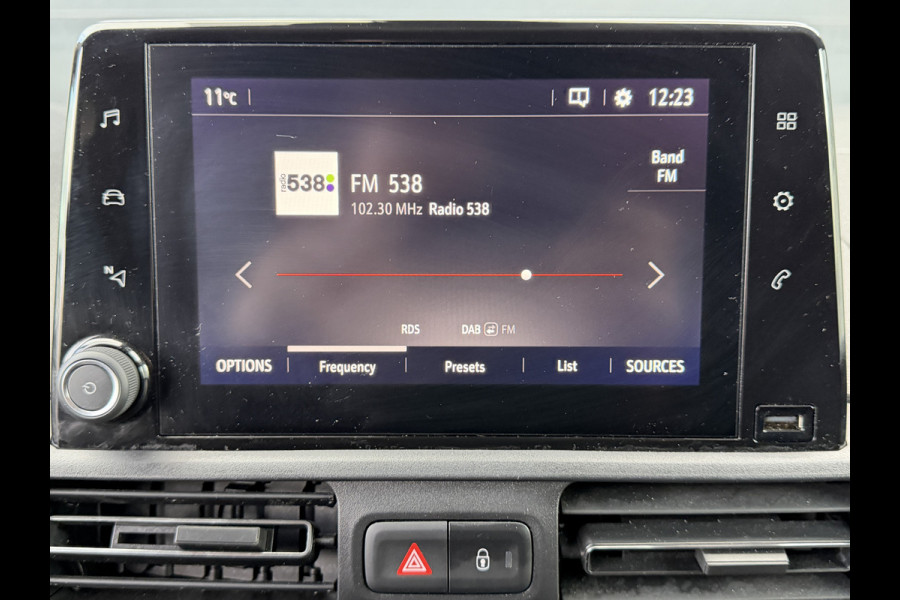 11°C
12:23
Band
FM
radio 538
FM 538
102.30 MHz Radio 538
RDS DAB FM
OPTIONS Frequency Presets List SOURCES
N